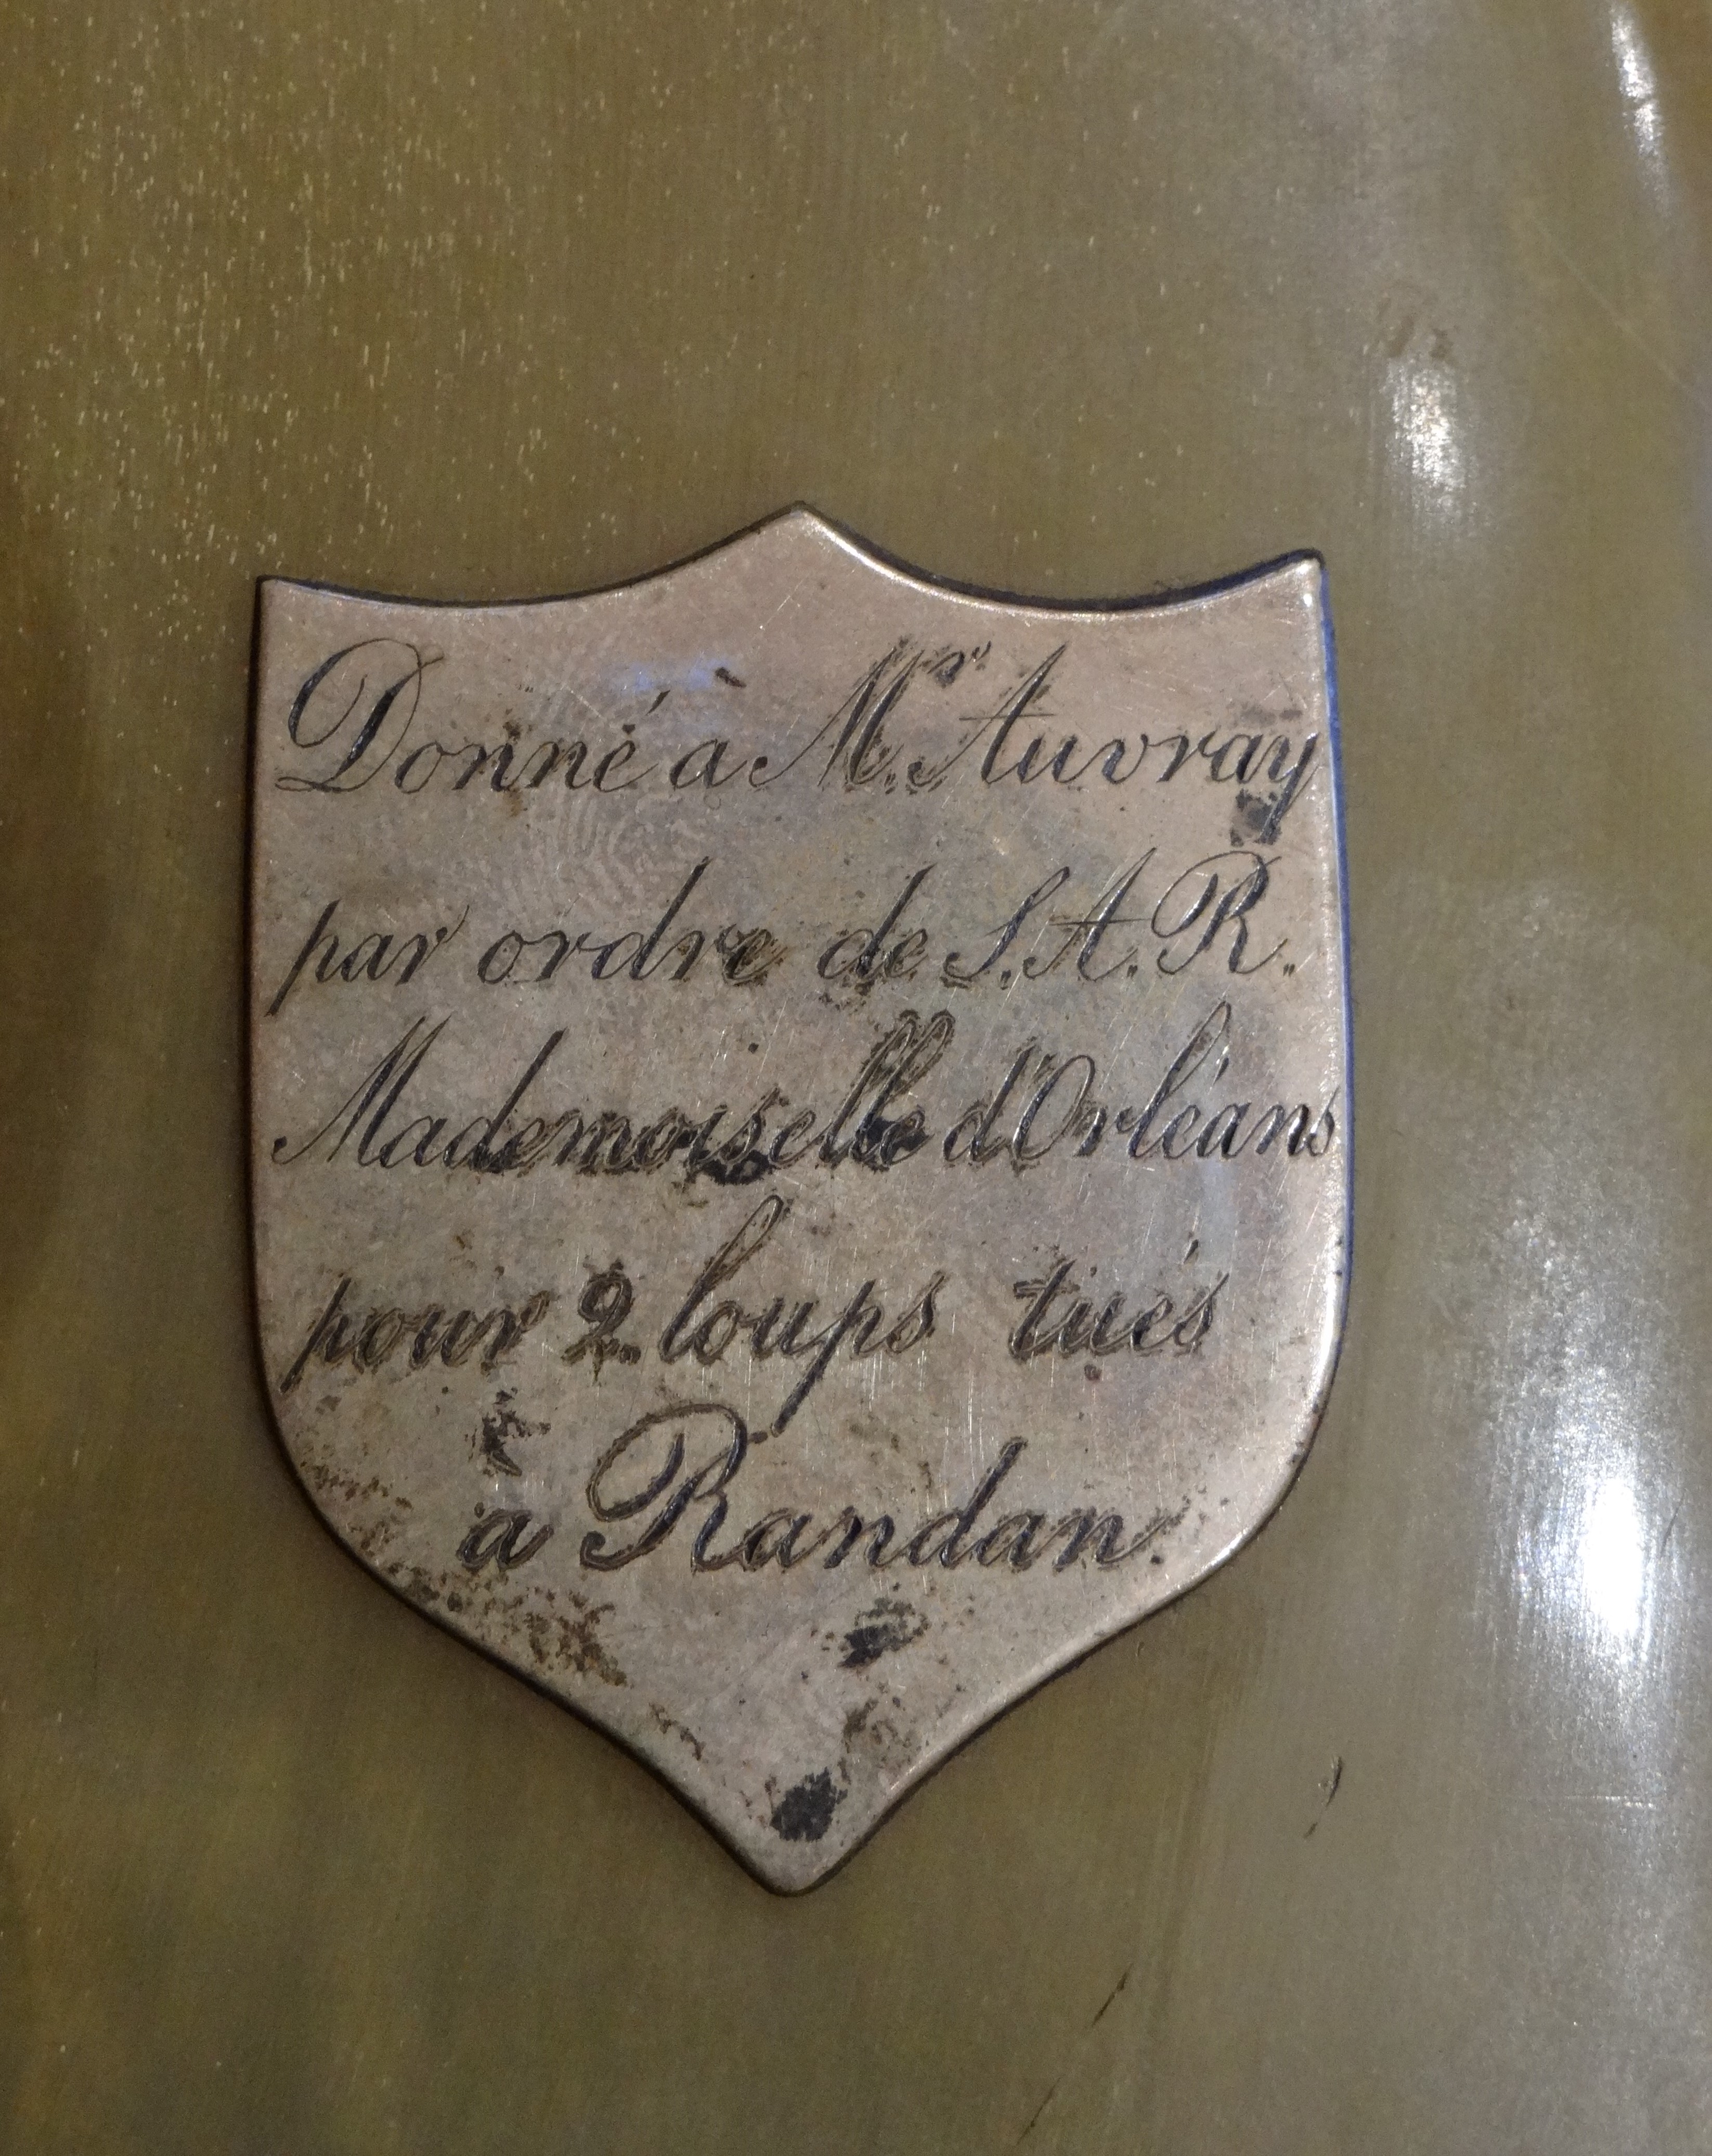 Donné à Mr. Auvray
par ordre de S.A.R.
Mademoiselle d'Orléans
pour 2 loups tués
à Randan.